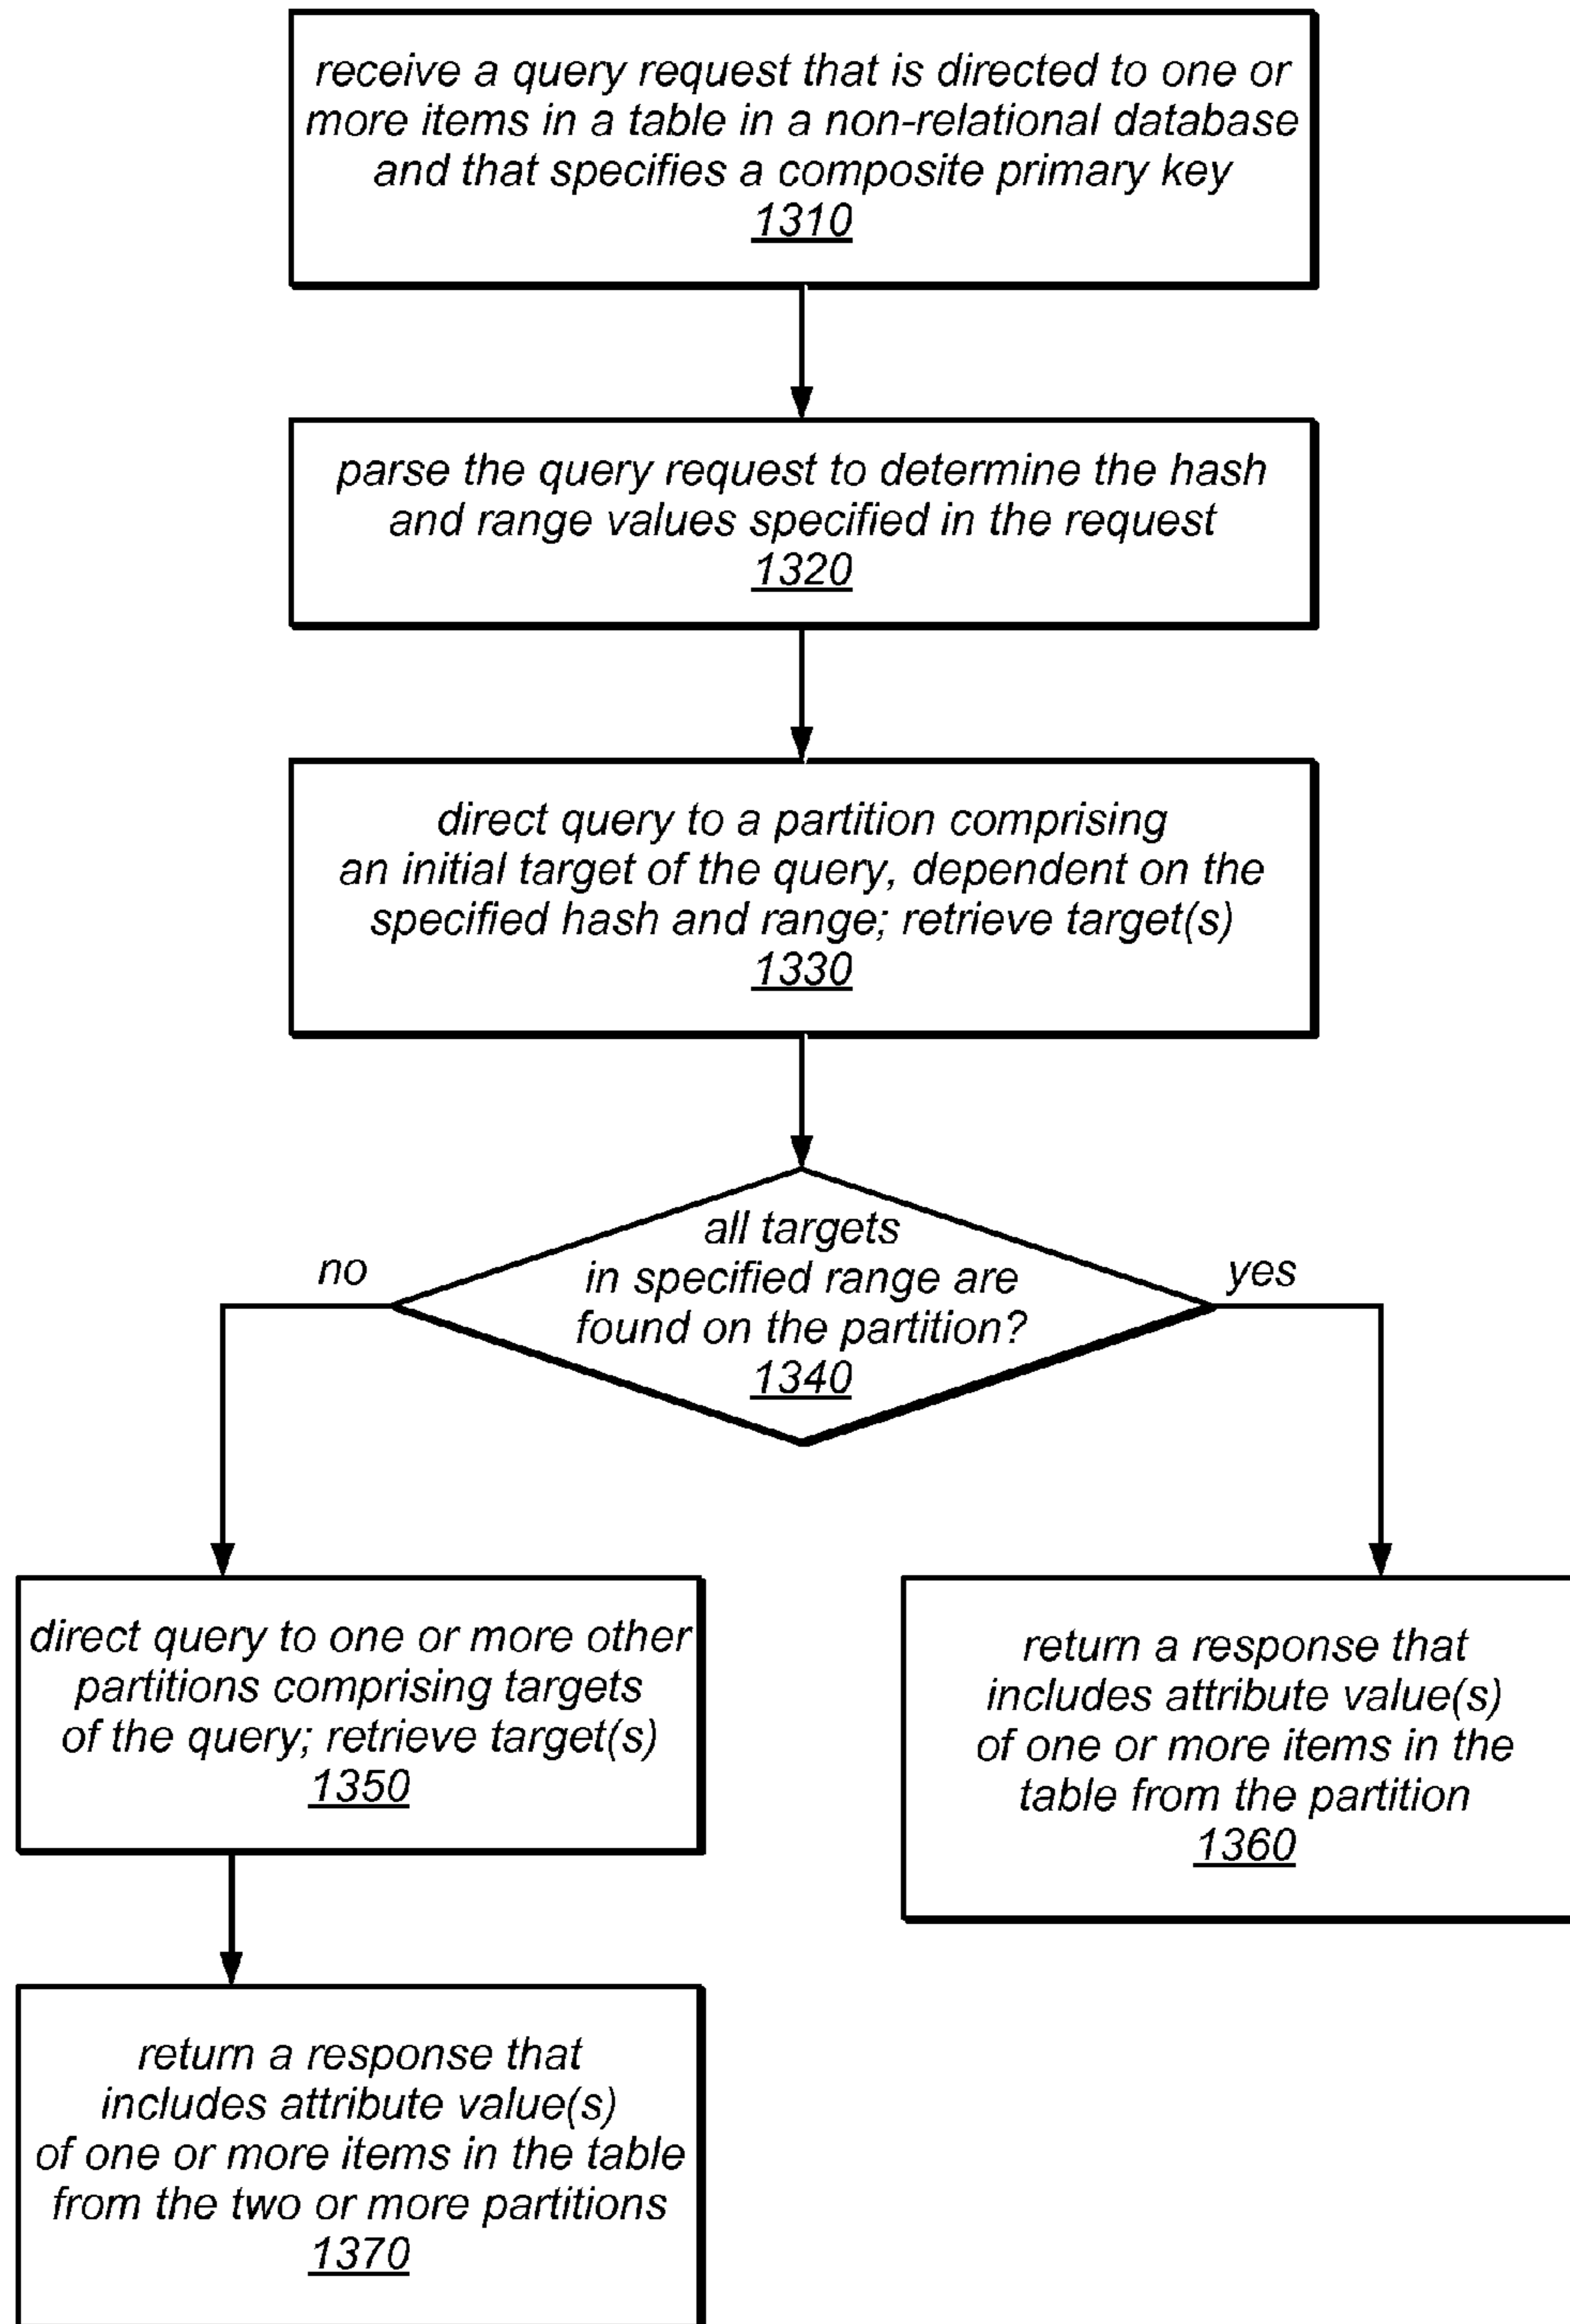 receive a query request that is directed to one or
more items in a table in a non-relational database
and that specifies a composite primary key
1310
parse the query request to determine the hash
and range values specified in the request
1320
direct query to a partition comprising
an initial target of the query, dependent on the
specified hash and range; retrieve target(s)
1330
all targets
in specified range are
found on the partition?
1340
no
yes
direct query to one or more other
partitions comprising targets
of the query; retrieve target(s)
1350
return a response that
includes attribute value(s)
of one or more items in the
table from the partition
1360
return a response that
includes attribute value(s)
of one or more items in the table
from the two or more partitions
1370